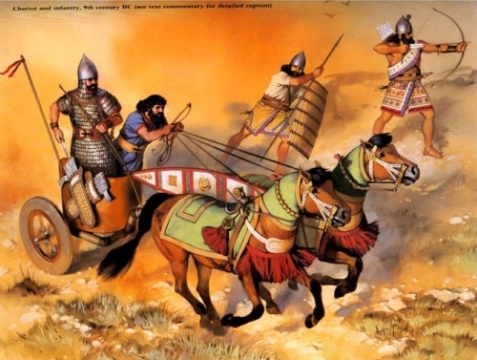 Chariot and infantry, 9th century BC (see text commentary for detailed caption)